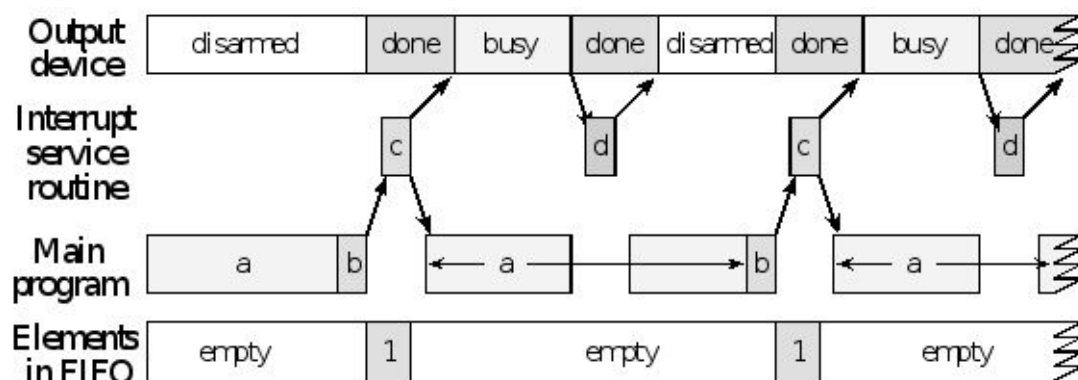 Output
device
disarmed done busy done disarmed done busy done
Interrupt
service
routine
c d c d
Main
program
a b a b a
Elements
in FIFO
empty 1 empty 1 empty